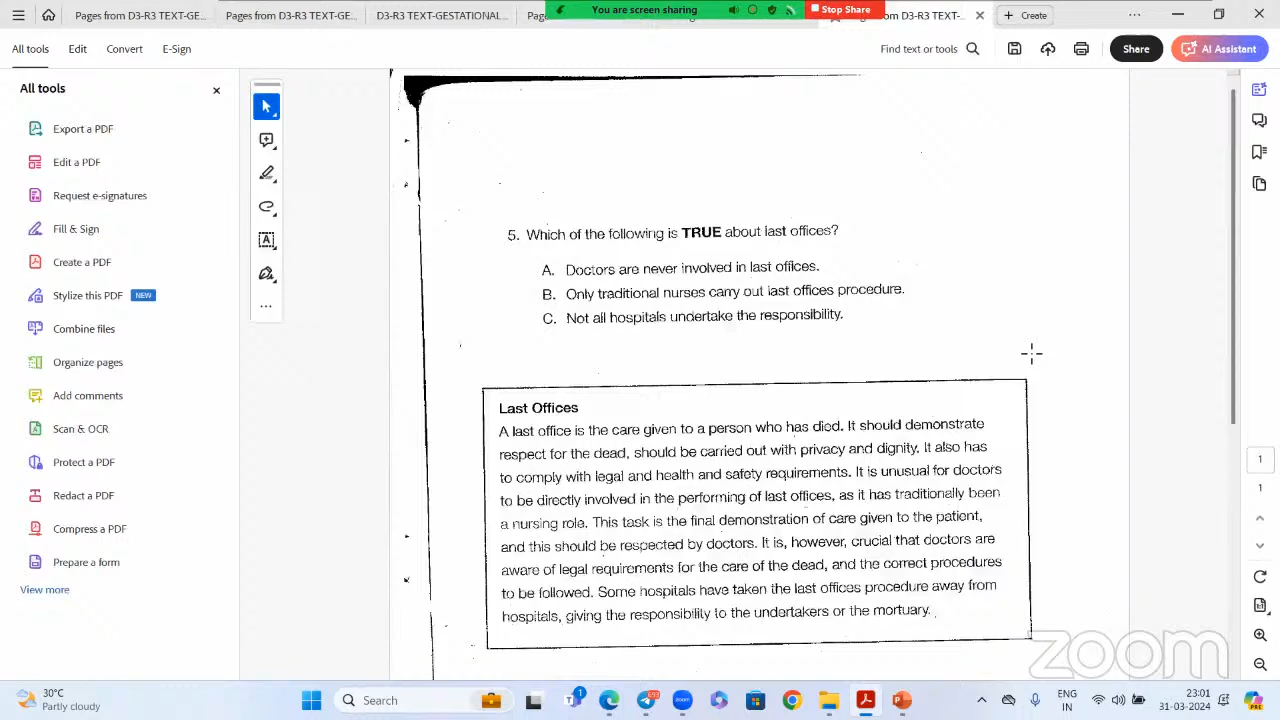 Pages from D3-R3 TEXT-GE...
Pages from D3-R3 TEXT-GE...
D3-R3 TEXT-GESTATIONAL ...
You are screen sharing
Stop Share
from D3-R3 TEXT-...
Create
All tools
Edit
Convert
E-Sign
Find text or tools
Share
AI Assistant
All tools
Export a PDF
Edit a PDF
Request e-signatures
Fill & Sign
Create a PDF
Stylize this PDF NEW
Combine files
Organize pages
Add comments
Scan & OCR
Protect a PDF
Redact a PDF
Compress a PDF
Prepare a form
View more
5. Which of the following is TRUE about last offices?
A. Doctors are never involved in last offices.
B. Only traditional nurses carry out last offices procedure.
C. Not all hospitals undertake the responsibility.
Last Offices
A last office is the care given to a person who has died. It should demonstrate
respect for the dead, should be carried out with privacy and dignity. It also has
to comply with legal and health and safety requirements. It is unusual for doctors
to be directly involved in the performing of last offices, as it has traditionally been
a nursing role. This task is the final demonstration of care given to the patient,
and this should be respected by doctors. It is, however, crucial that doctors are
aware of legal requirements for the care of the dead, and the correct procedures
to be followed. Some hospitals have taken the last offices procedure away from
hospitals, giving the responsibility to the undertakers or the mortuary.
1
1
zoom
30°C
cloudy
Search
1
ENG
IN
23:01
31-03-2024